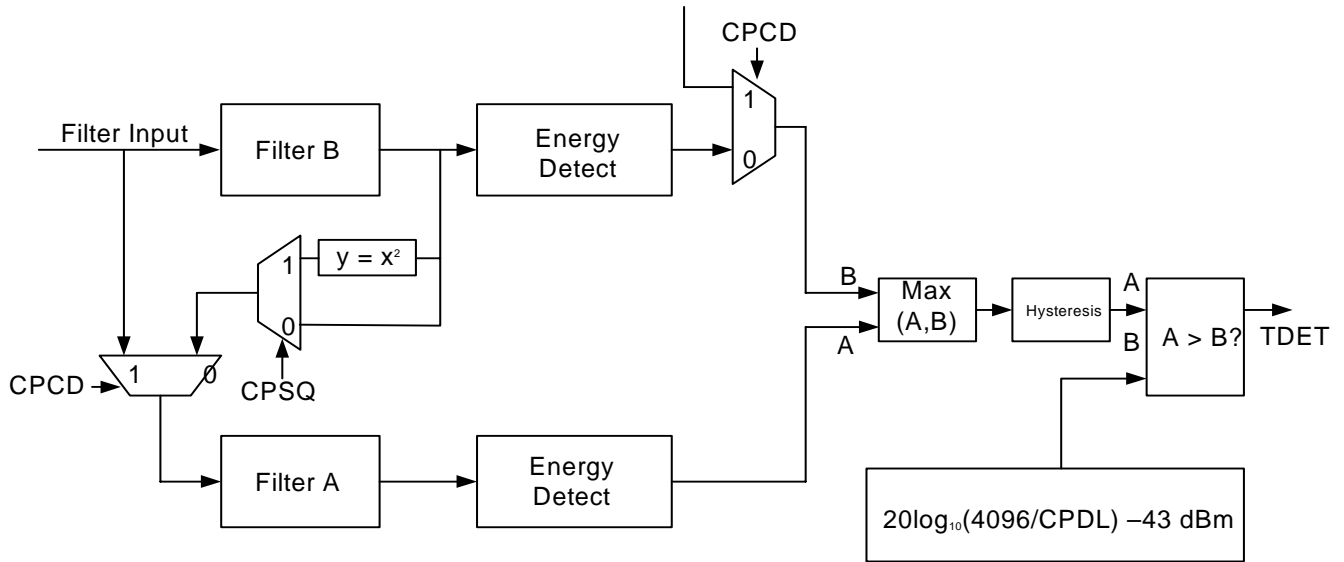 CPCD
1
0
Filter Input
Filter B
Energy
Detect
y = x²
1
0
CPSQ
1
0
CPCD
Filter A
Energy
Detect
B
A
Max
(A,B)
Hysteresis
A
B
A > B?
TDET
20log₁₀(4096/CPDL) –43 dBm